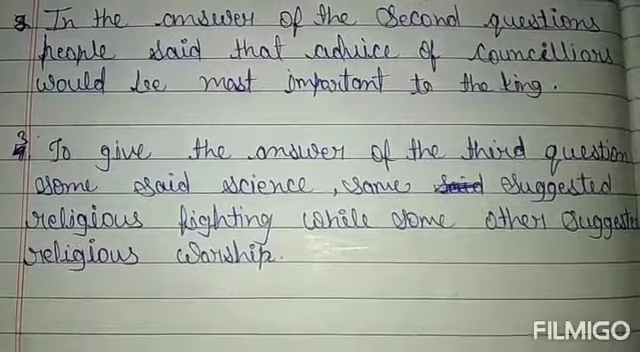 2. In the answer of the second questions
people said that advice of councilliors
would be most important to the king.
3. To give the answer of the third question
some said science, some said suggested
religious fighting while some other suggeste
religious worship.
FILMIGO